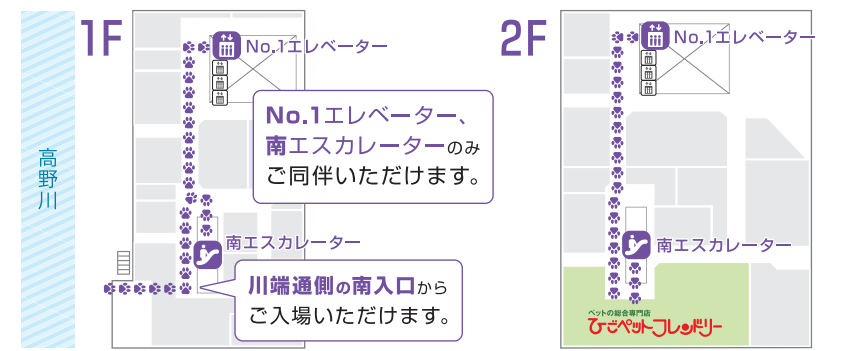 高野川
1F
No.1エレベーター
No.1エレベーター、
南エスカレーターのみ
ご同伴いただけます。
南エスカレーター
川端通側の南入口から
ご入場いただけます。
2F
No.1エレベーター
南エスカレーター
ペットの総合専門店
ひごペットフレンドリー